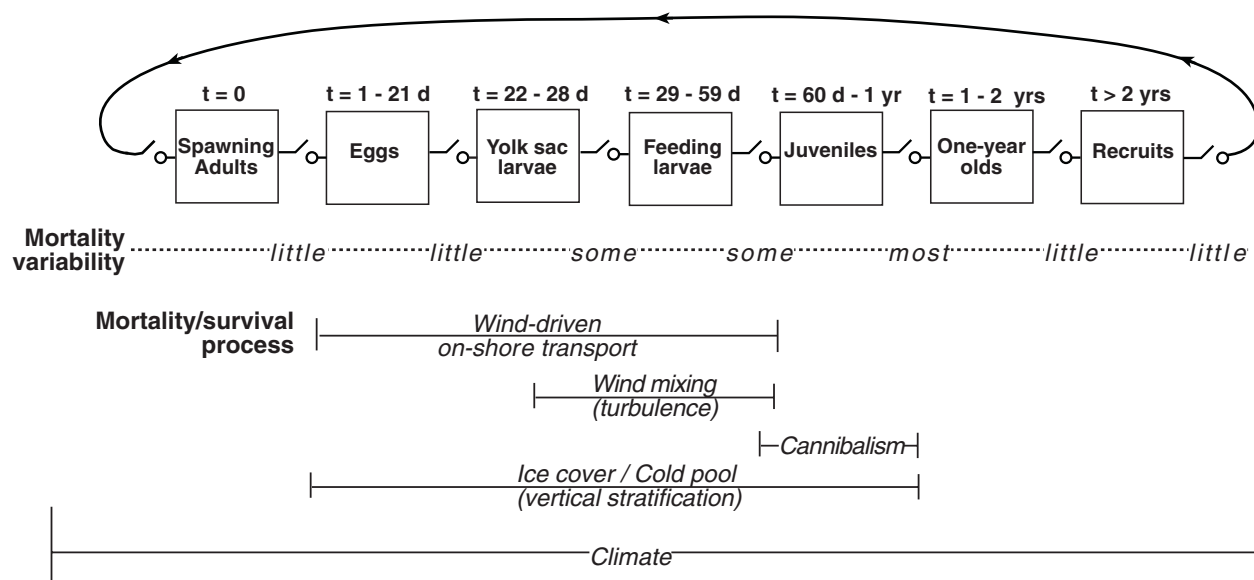 t = 0
t = 1 - 21 d
t = 22 - 28 d
t = 29 - 59 d
t = 60 d - 1 yr
t = 1 - 2 yrs
t > 2 yrs
Spawning
Adults
Eggs
Yolk sac
larvae
Feeding
larvae
Juveniles
One-year
olds
Recruits
Mortality
variability
little
little
some
some
most
little
little
Mortality/survival
process
Wind-driven
on-shore transport
Wind mixing
(turbulence)
Cannibalism
Ice cover / Cold pool
(vertical stratification)
Climate